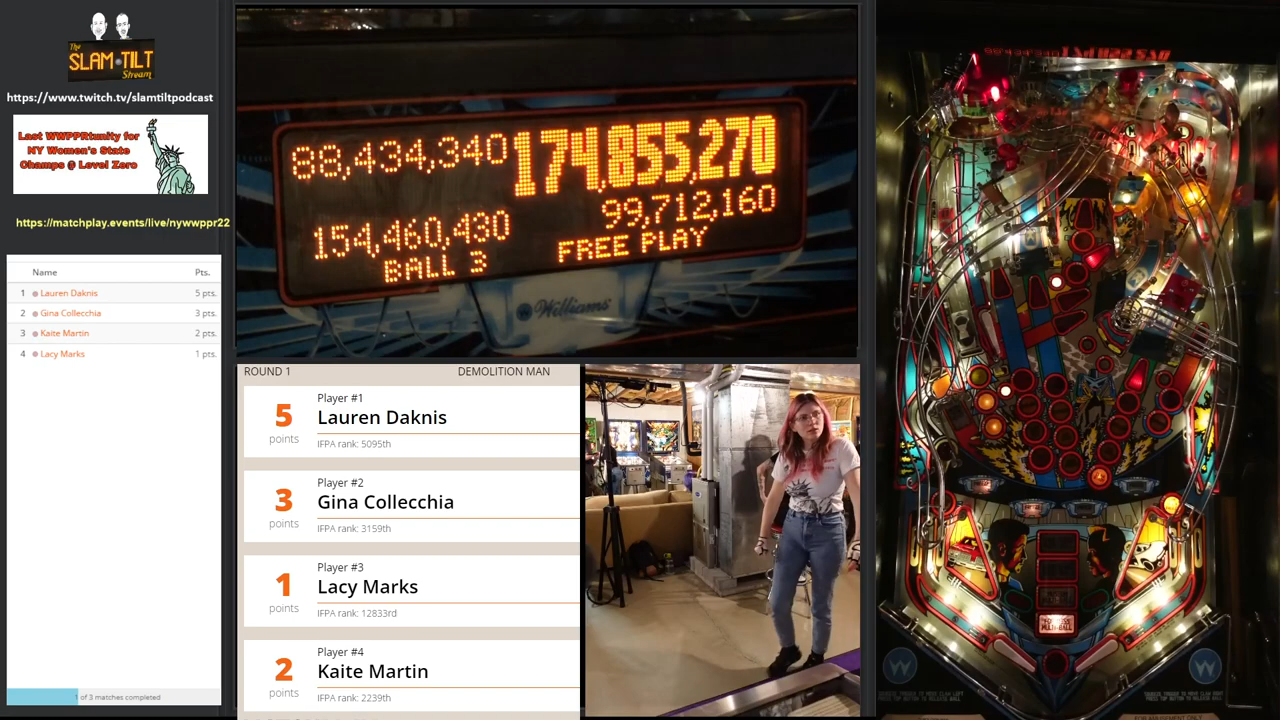 The
SLAM TILT
Stream
https://www.twitch.tv/slamtiltpodcast
Last WWPPRtunity for
NY Women's State
Champs @ Level Zero
https://matchplay.events/live/nywwppr22
Name Pts.
1 Lauren Daknis 5 pts.
2 Gina Collecchia 3 pts.
3 Kaite Martin 2 pts.
4 Lacy Marks 1 pts.
1 of 3 matches completed
88,434,340 174,855,270
154,460,430 99,712,160
BALL 3 FREE PLAY
Williams
ROUND 1 DEMOLITION MAN
5 points
Player #1
Lauren Daknis
IFPA rank: 5095th
3 points
Player #2
Gina Collecchia
IFPA rank: 3159th
1 points
Player #3
Lacy Marks
IFPA rank: 12833rd
2 points
Player #4
Kaite Martin
IFPA rank: 2239th